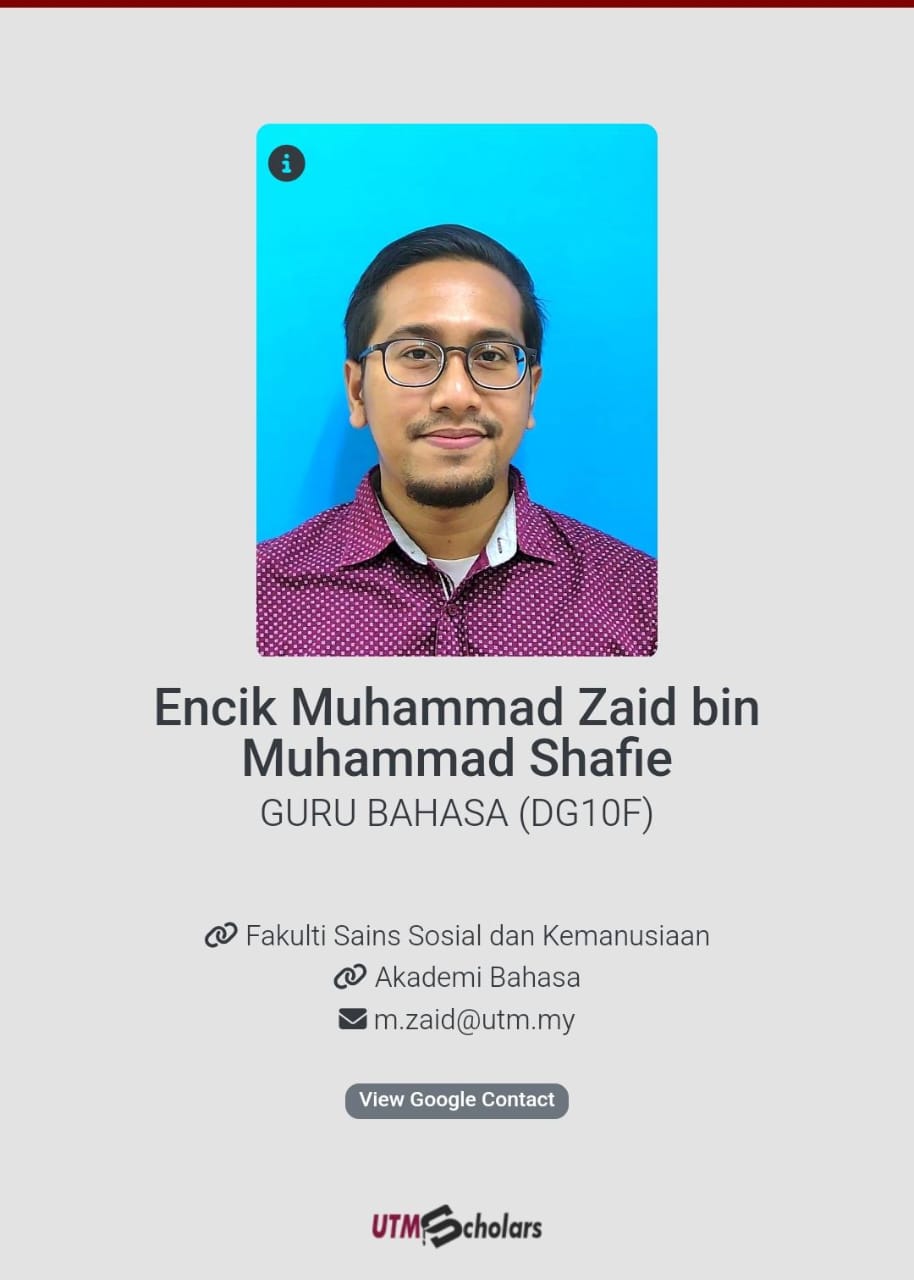 Encik Muhammad Zaid bin
Muhammad Shafie
GURU BAHASA (DG10F)
Fakulti Sains Sosial dan Kemanusiaan
Akademi Bahasa
m.zaid@utm.my
View Google Contact
UTMScholars